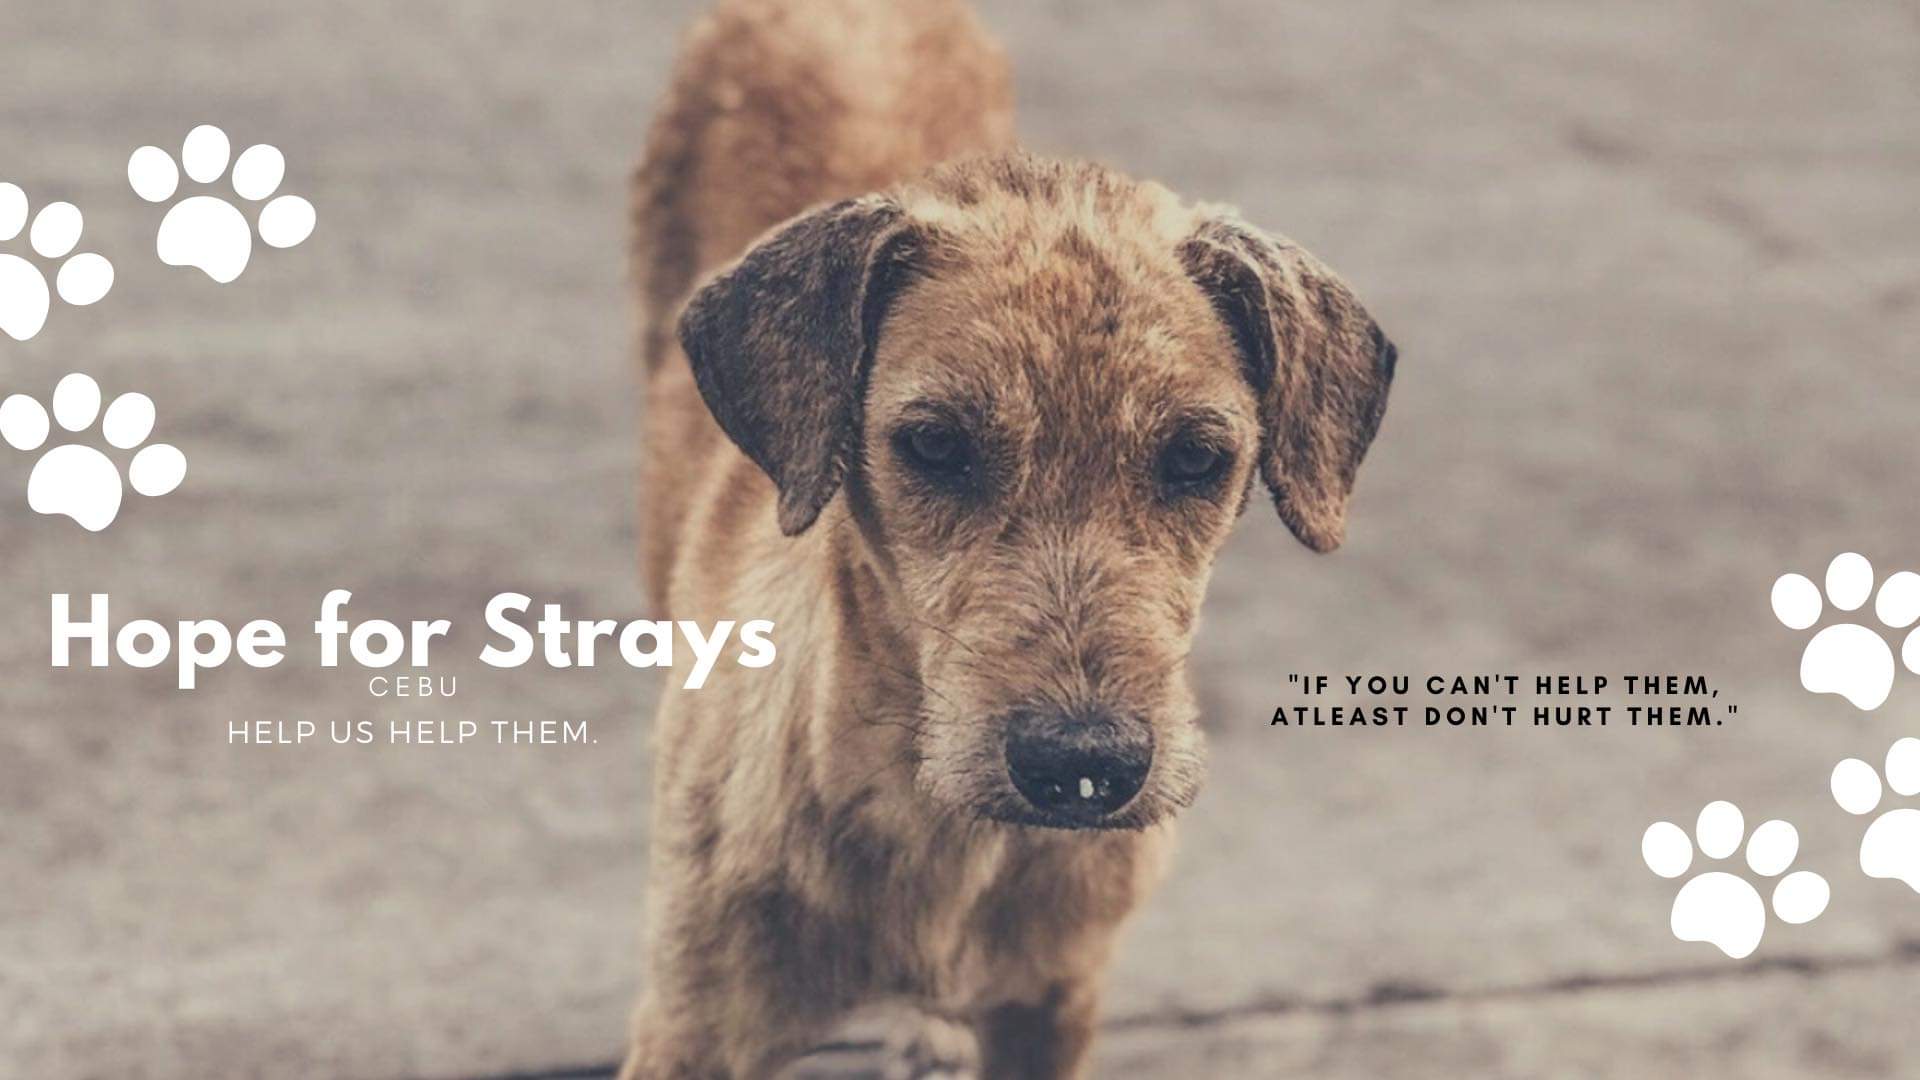 Hope for Strays
CEBU
HELP US HELP THEM.
"IF YOU CAN'T HELP THEM,
ATLEAST DON'T HURT THEM."